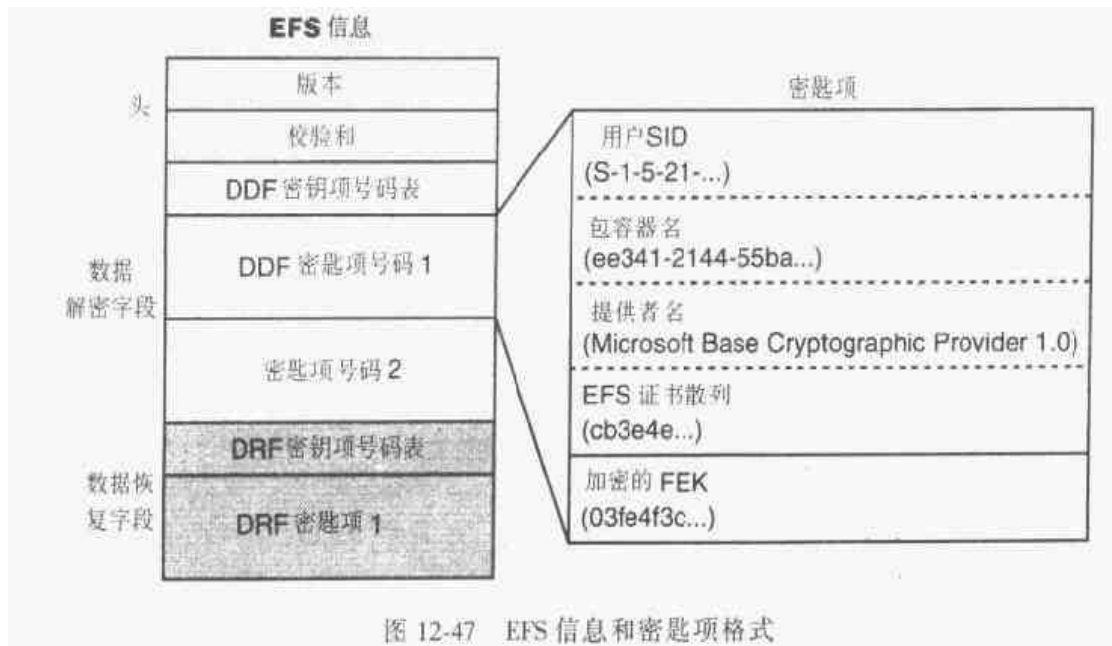 EFS 信息
头
版本
校验和
DDF 密钥项号码表
数据
解密字段
DDF 密匙项号码 1
密匙项号码 2
DRF密钥项号码表
数据恢
复字段
DRF 密匙项 1
密匙项
用户SID
(S-1-5-21-...)
包容器名
(ee341-2144-55ba...)
提供者名
(Microsoft Base Cryptographic Provider 1.0)
EFS 证书散列
(cb3e4e...)
加密的 FEK
(03fe4f3c...)
图 12-47 EFS 信息和密匙项格式